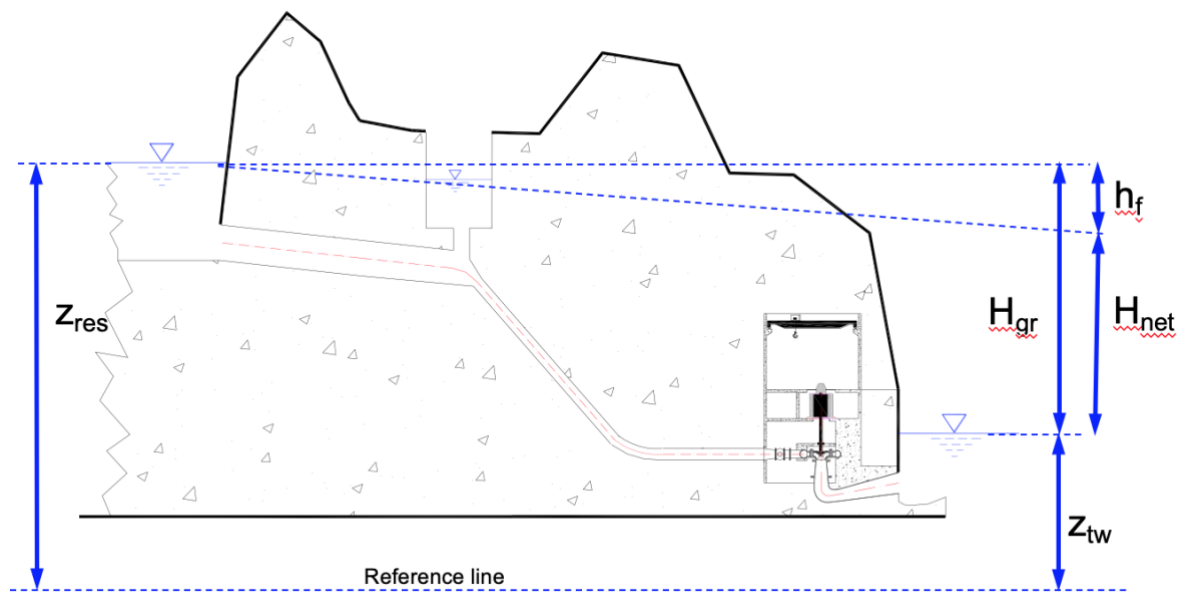 h_f
z_res
H_gr
H_net
z_tw
Reference line